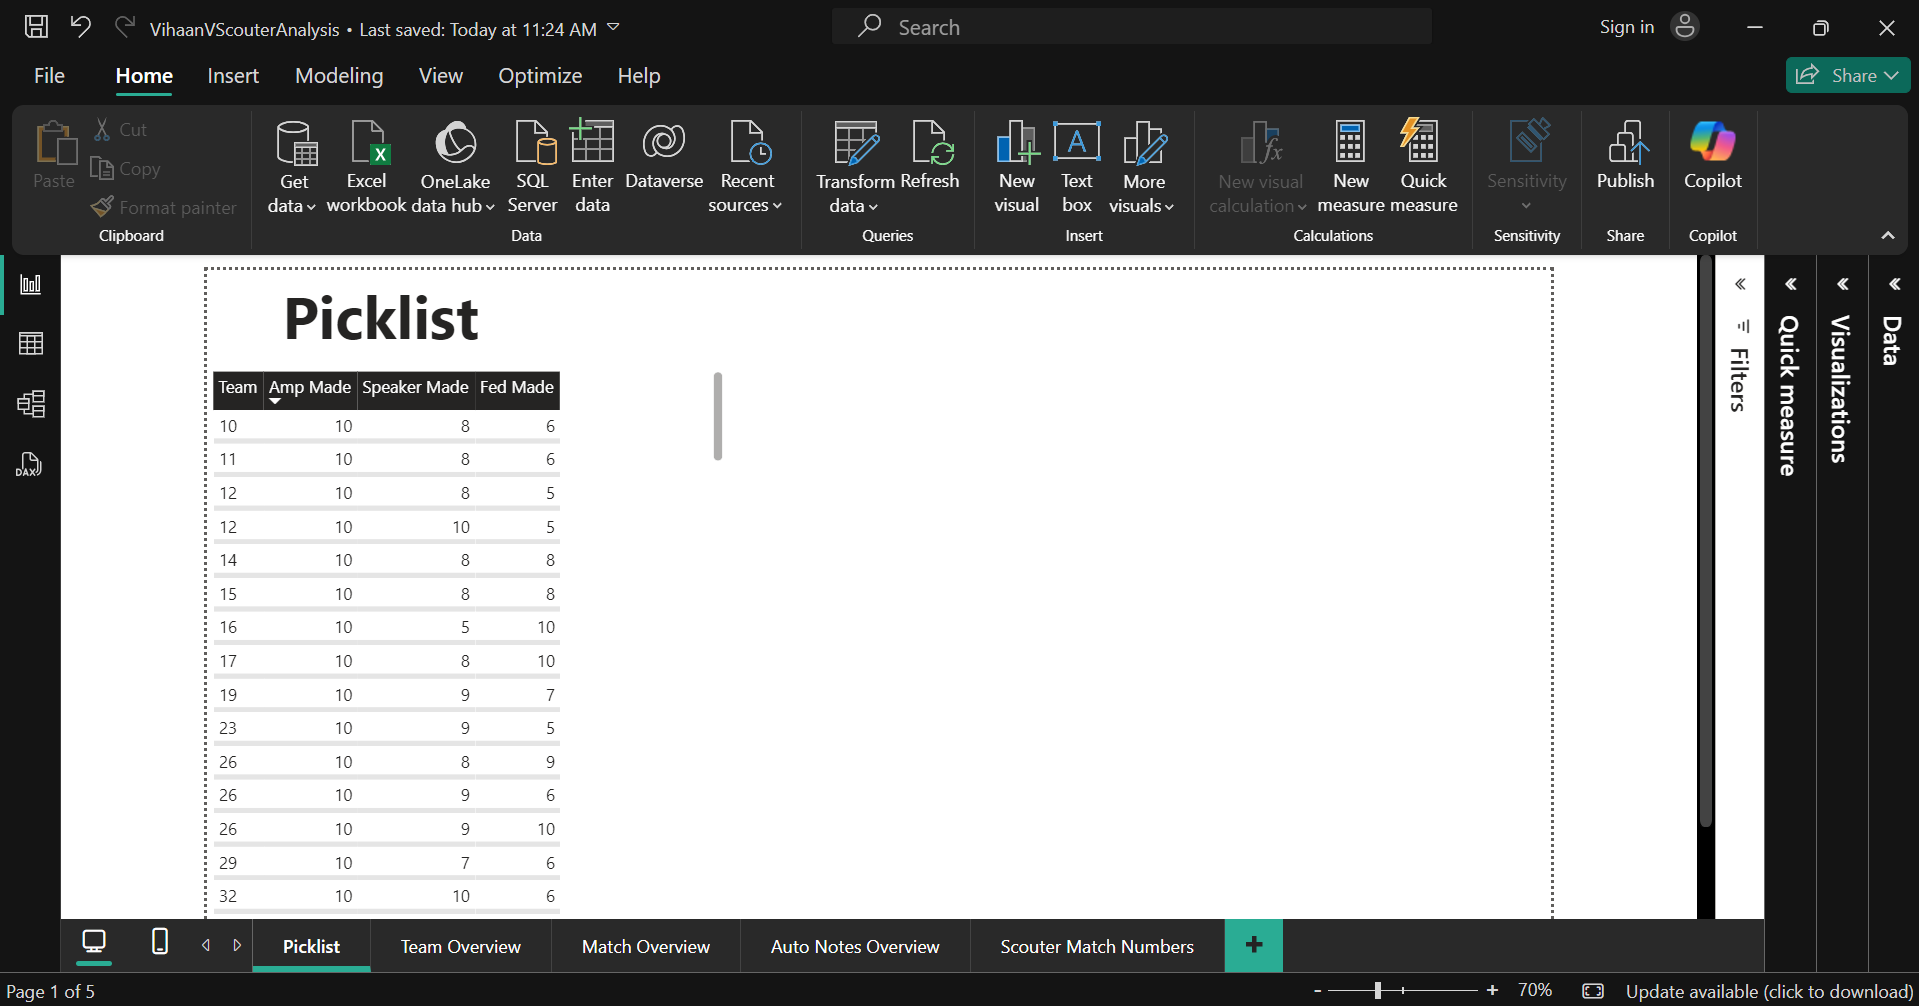 VihaanVScouterAnalysis • Last saved: Today at 11:24 AM
Search
Sign in
File Home Insert Modeling View Optimize Help
Share
Paste
Cut
Copy
Format painter
Clipboard
Get data
Excel workbook
OneLake data hub
SQL Server
Enter data
Dataverse
Recent sources
Data
Transform data
Refresh
Queries
New visual
A
Text box
More visuals
Insert
fx
New visual calculation
New measure
Quick measure
Calculations
Sensitivity
Sensitivity
Publish
Share
Copilot
Copilot
X
DAX
Picklist
Team Amp Made Speaker Made Fed Made
10 10 8 6
11 10 8 6
12 10 8 5
12 10 10 5
14 10 8 8
15 10 8 8
16 10 5 10
17 10 8 10
19 10 9 7
23 10 9 5
26 10 8 9
26 10 9 6
26 10 9 10
29 10 7 6
32 10 10 6
Filters
Quick measure
Visualizations
Data
Picklist Team Overview Match Overview Auto Notes Overview Scouter Match Numbers +
Page 1 of 5
- + 70%
Update available (click to download)